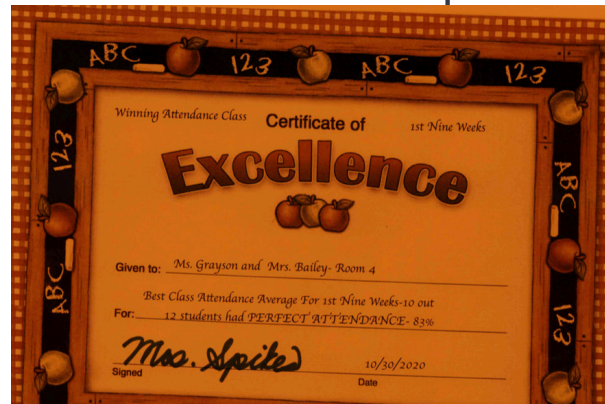 ABC 123 ABC 123
Winning Attendance Class Certificate of 1st Nine Weeks
Excellence
Given to: Ms. Grayson and Mrs. Bailey- Room 4
Best Class Attendance Average For 1st Nine Weeks-10 out
For: 12 students had PERFECT ATTENDANCE- 83%
Mrs. Spikes 10/30/2020
Signed Date
123
ABC
ABC
123